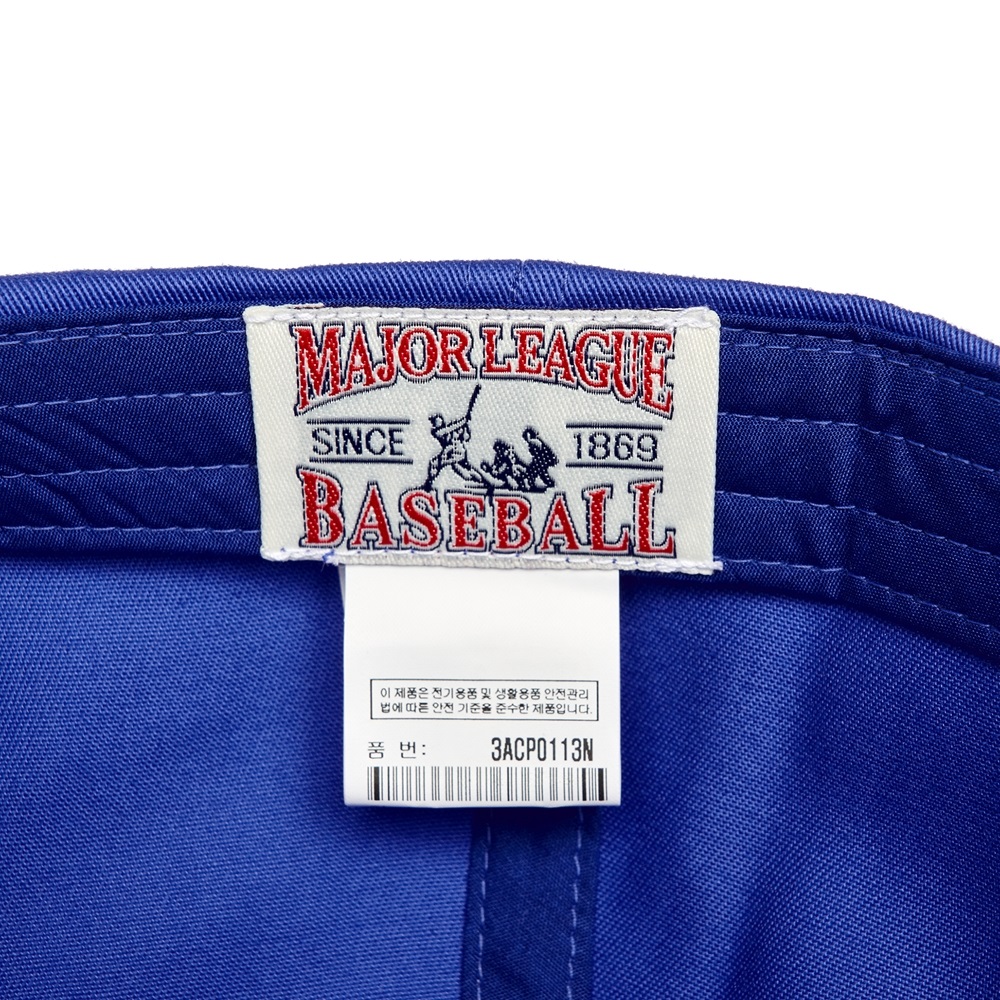 MAJOR LEAGUE
SINCE 1869
BASEBALL
이 제품은 전기용품 및 생활용품 안전관리
법에 따른 안전 기준을 준수한 제품입니다.
품 번: 3ACP0113N